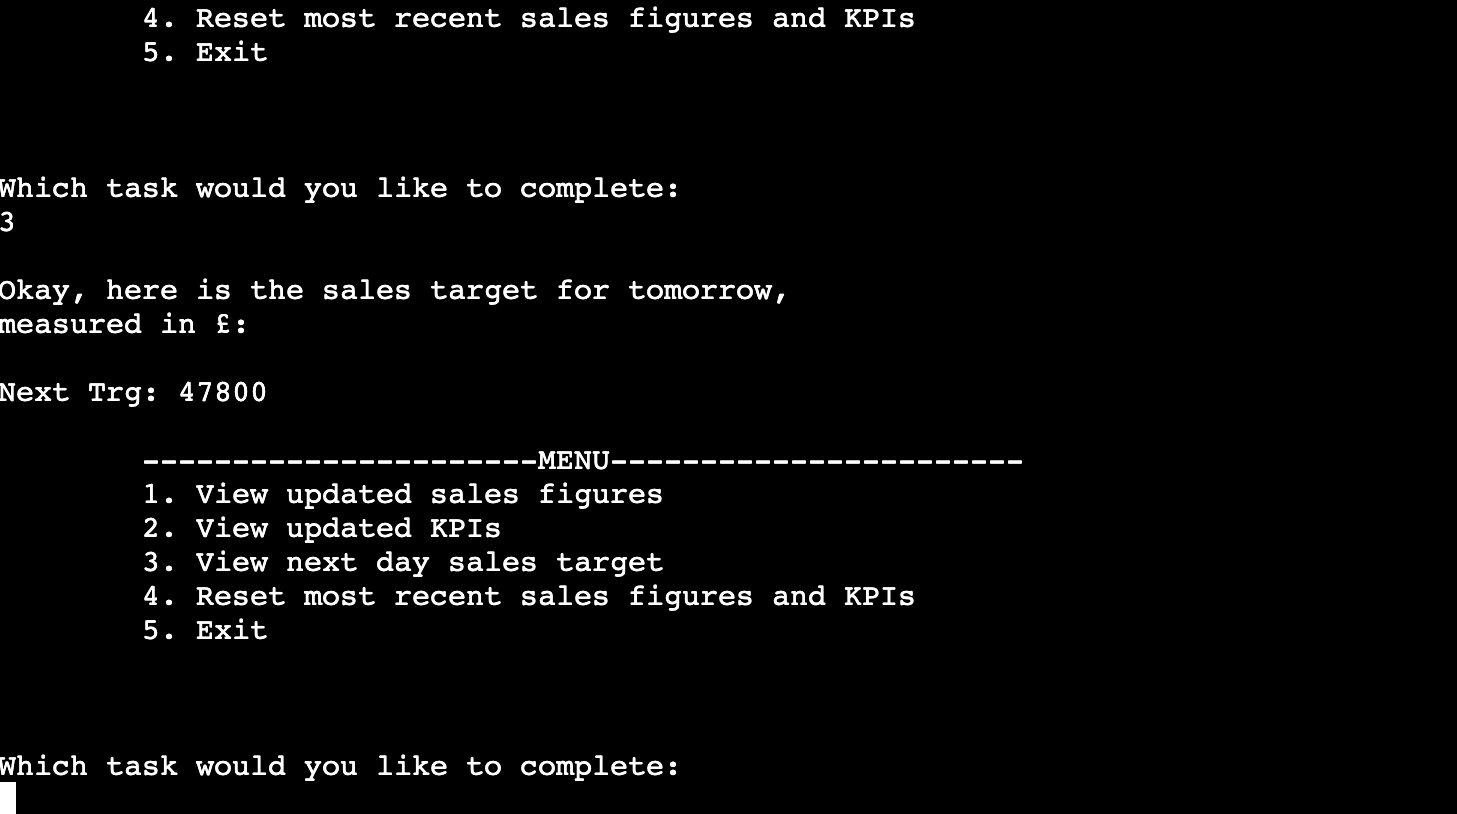 4. Reset most recent sales figures and KPIs
5. Exit
Which task would you like to complete:
3
Okay, here is the sales target for tomorrow,
measured in £:
Next Trg: 47800
----------------------MENU-----------------------
1. View updated sales figures
2. View updated KPIs
3. View next day sales target
4. Reset most recent sales figures and KPIs
5. Exit
Which task would you like to complete: